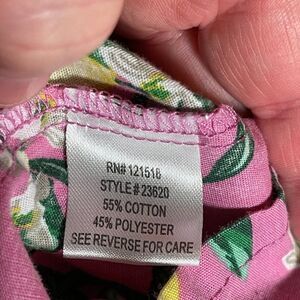 RN# 121518
STYLE # 23620
55% COTTON
45% POLYESTER
SEE REVERSE FOR CARE